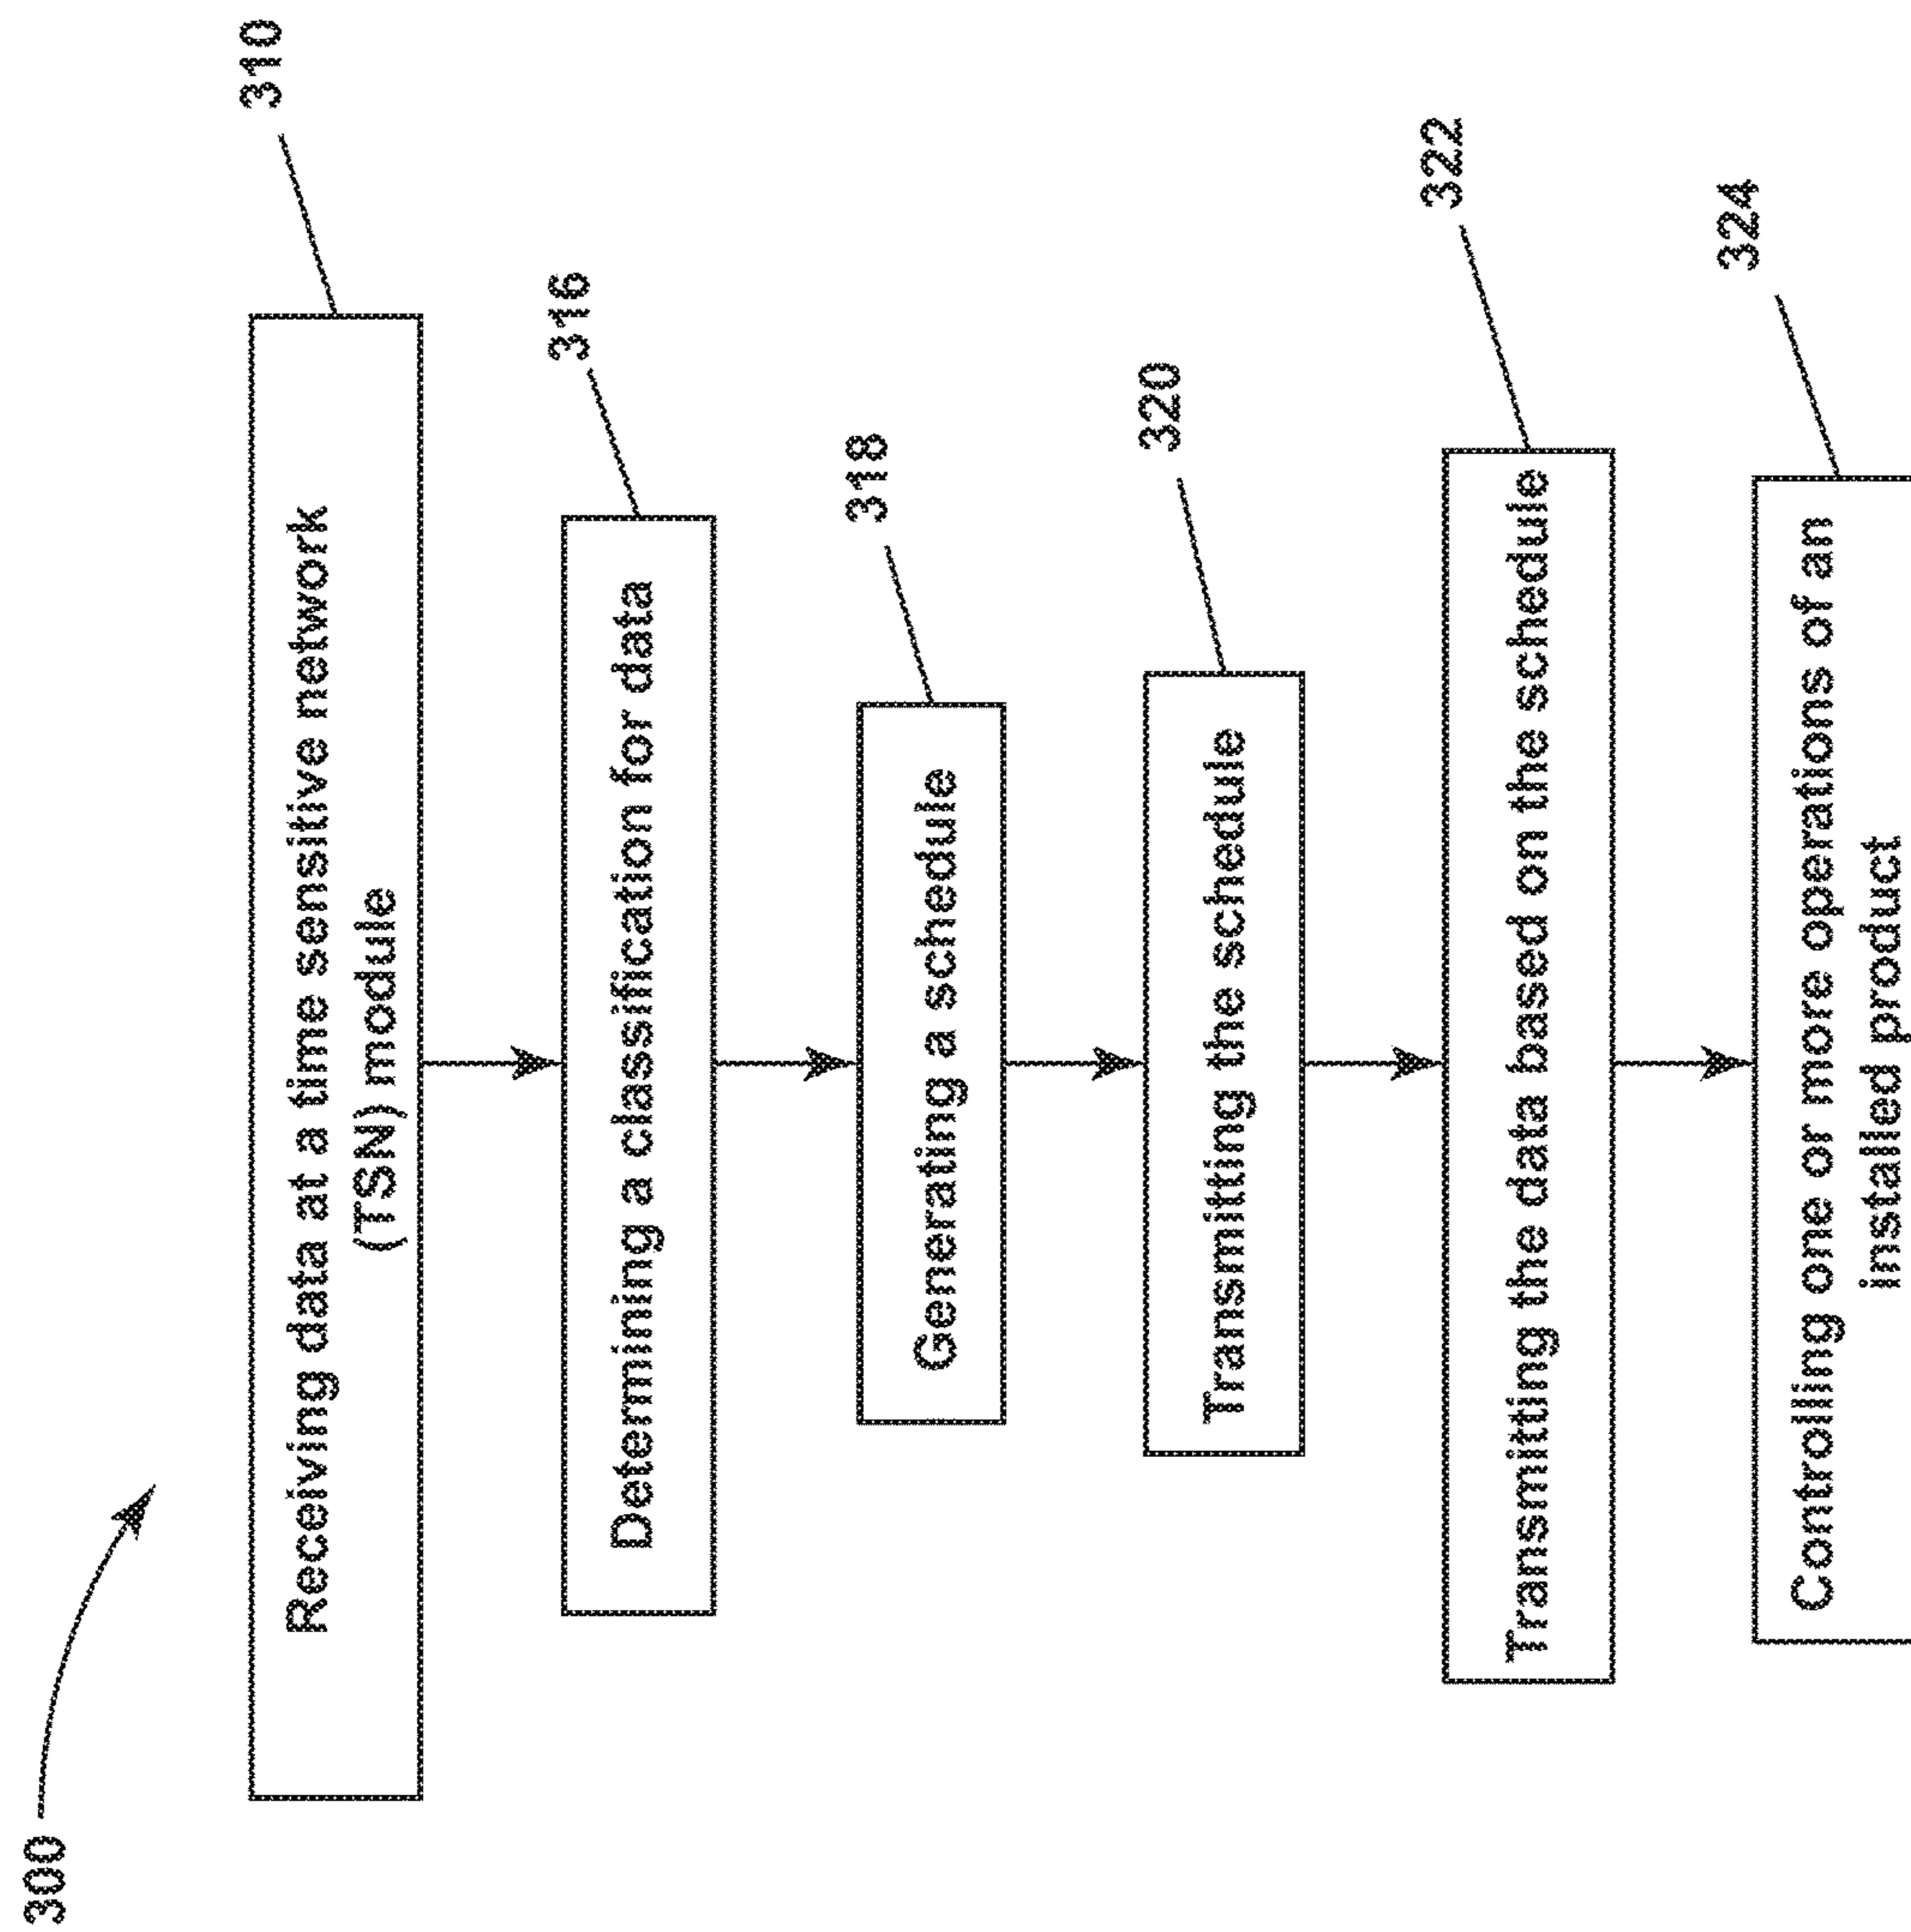 300
310
Receiving data at a time sensitive network
(TSN) module
316
Determining a classification for data
318
Generating a schedule
320
Transmitting the schedule
322
Transmitting the data based on the schedule
324
Controlling one or more operations of an
installed product